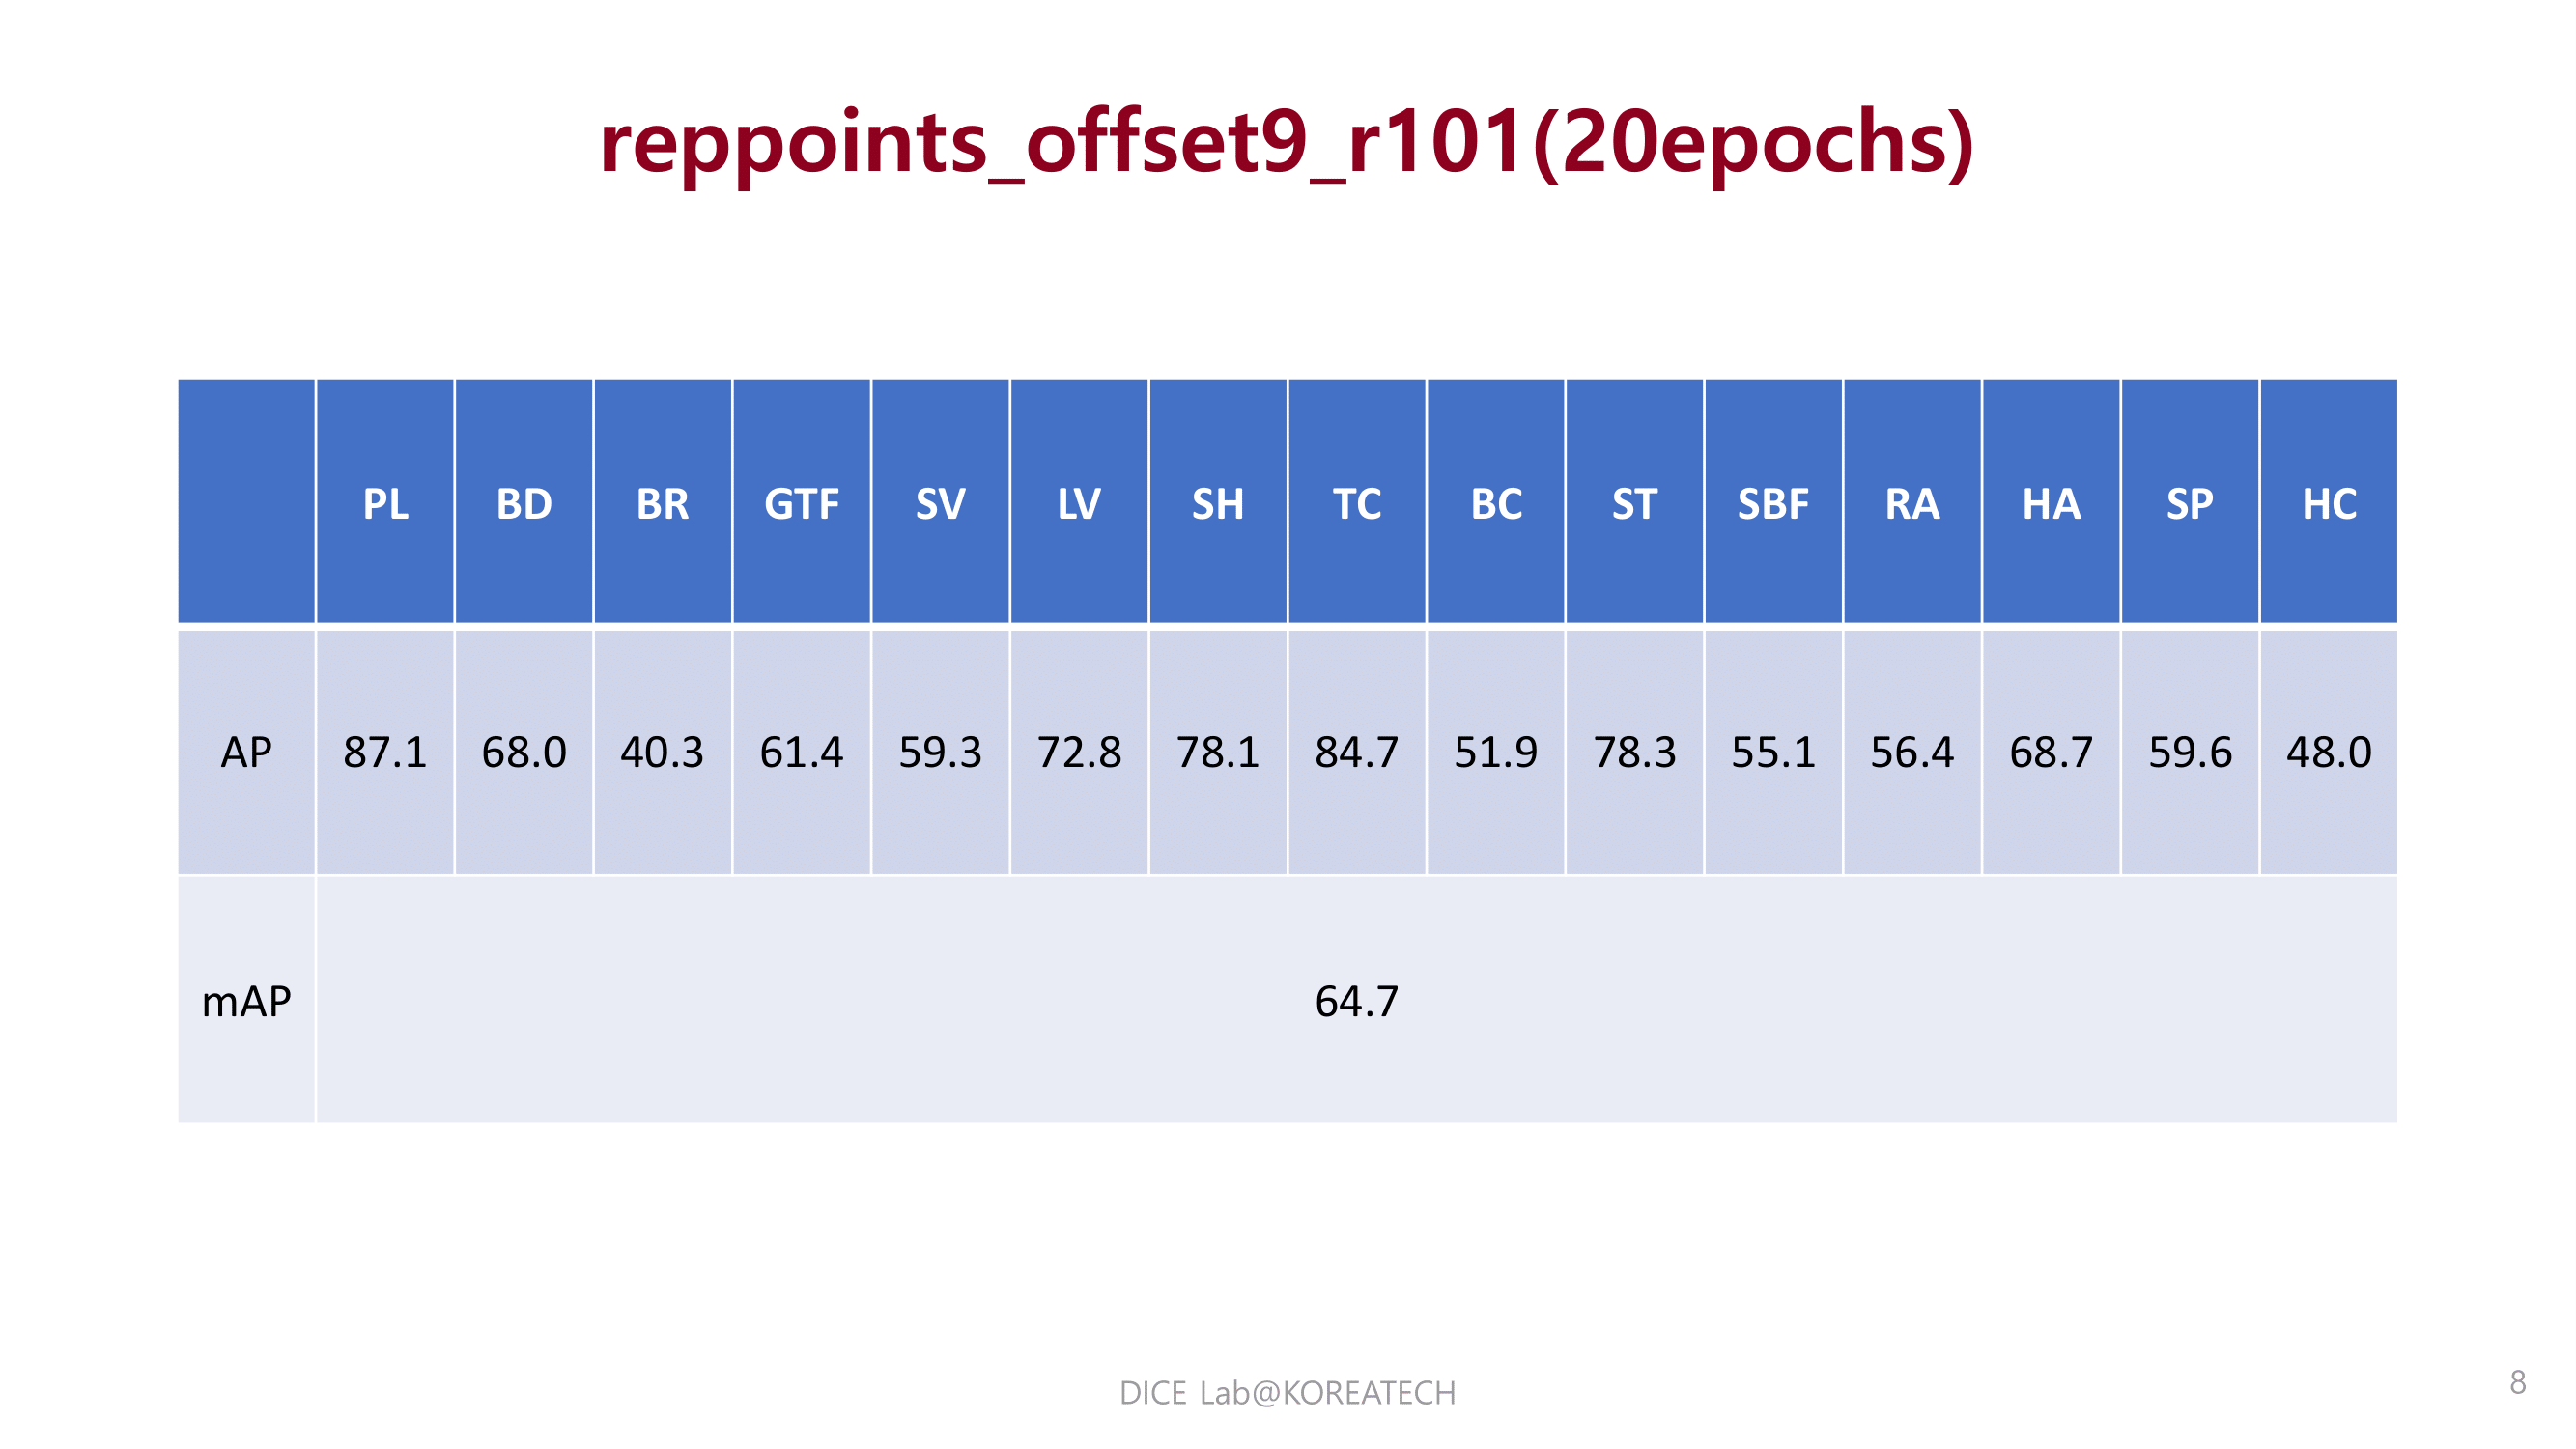 reppoints_offset9_r101(20epochs)
PL BD BR GTF SV LV SH TC BC ST SBF RA HA SP HC
AP 87.1 68.0 40.3 61.4 59.3 72.8 78.1 84.7 51.9 78.3 55.1 56.4 68.7 59.6 48.0
mAP 64.7
DICE Lab@KOREATECH
8